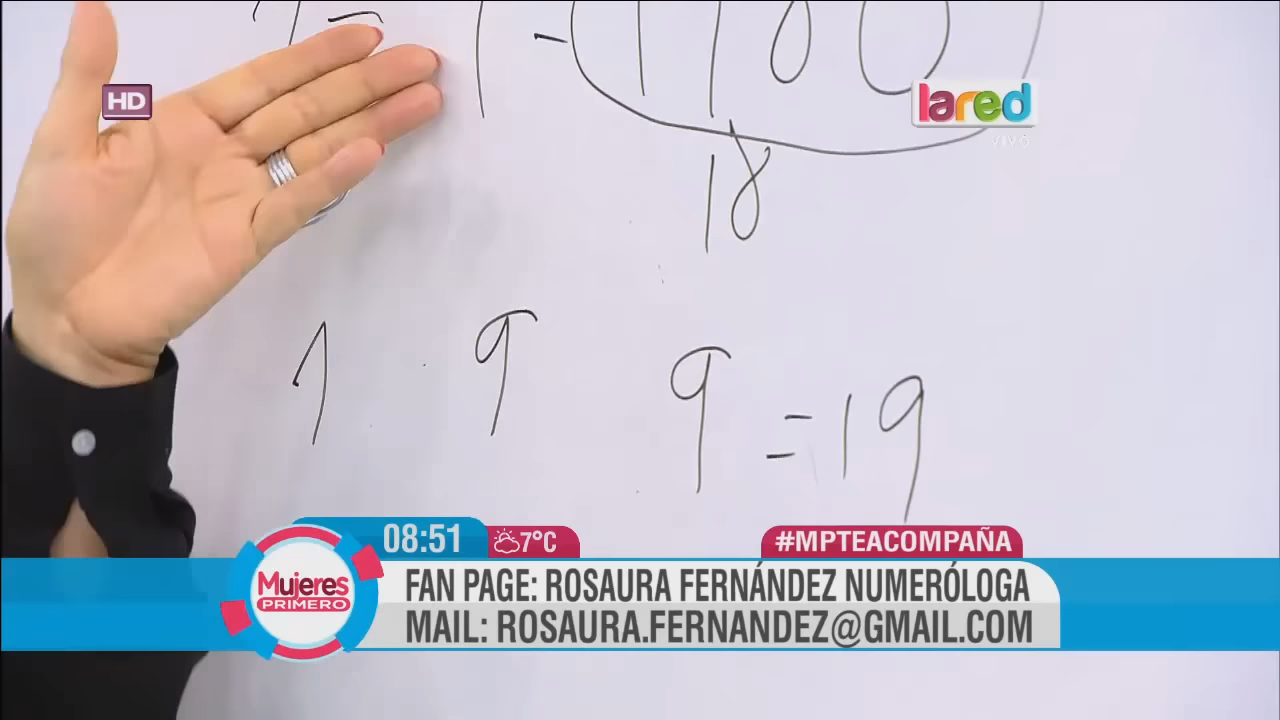 1980
HD
lared
VIVO
18
1 9 9 = 19
08:51 7°C #MPTEACOMPAÑA
Mujeres
PRIMERO
FAN PAGE: ROSAURA FERNÁNDEZ NUMERÓLOGA
MAIL: ROSAURA.FERNANDEZ@GMAIL.COM